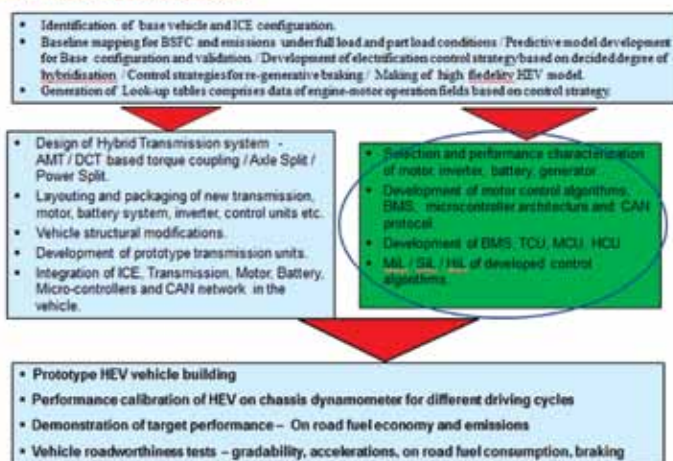 Identification of base vehicle and ICE configuration.
Baseline mapping for BSFC and emissions under full load and part load conditions / Predictive model development
for Base configuration and validation. / Development of electrification control strategy based on decided degree of
hybridisation / Control strategies for re-generative braking / Making of high fledelity HEV model.
Generation of Look-up tables comprises data of engine-motor operation fields based on control strategy.
Design of Hybrid Transmission system -
AMT / DCT based torque coupling / Axle Split /
Power Split.
Layouting and packaging of new transmission,
motor, battery system, inverter, control units etc.
Vehicle structural modifications.
Development of prototype transmission units.
Integration of ICE, Transmission, Motor, Battery,
Micro-controllers and CAN network in the
vehicle.
Selection and performance characterization
of motor, inverter, battery, generator
Development of motor control algorithms,
BMS, microcontroller architecture and CAN
protocol.
Development of BMS, TCU, MCU, HCU
MiL / SiL / HiL of developed control
algorithms.
Prototype HEV vehicle building
Performance calibration of HEV on chassis dynamometer for different driving cycles
Demonstration of target performance – On road fuel economy and emissions
Vehicle roadworthiness tests – gradability, accelerations, on road fuel consumption, braking